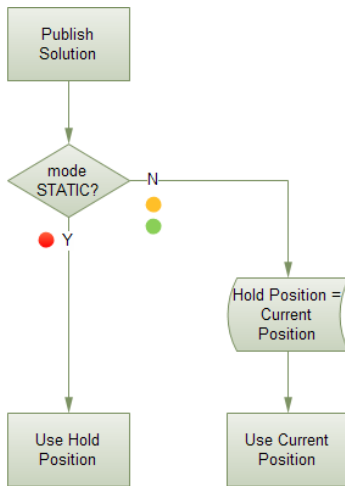 Publish
Solution
mode
STATIC?
N
Y
Hold Position =
Current
Position
Use Hold
Position
Use Current
Position